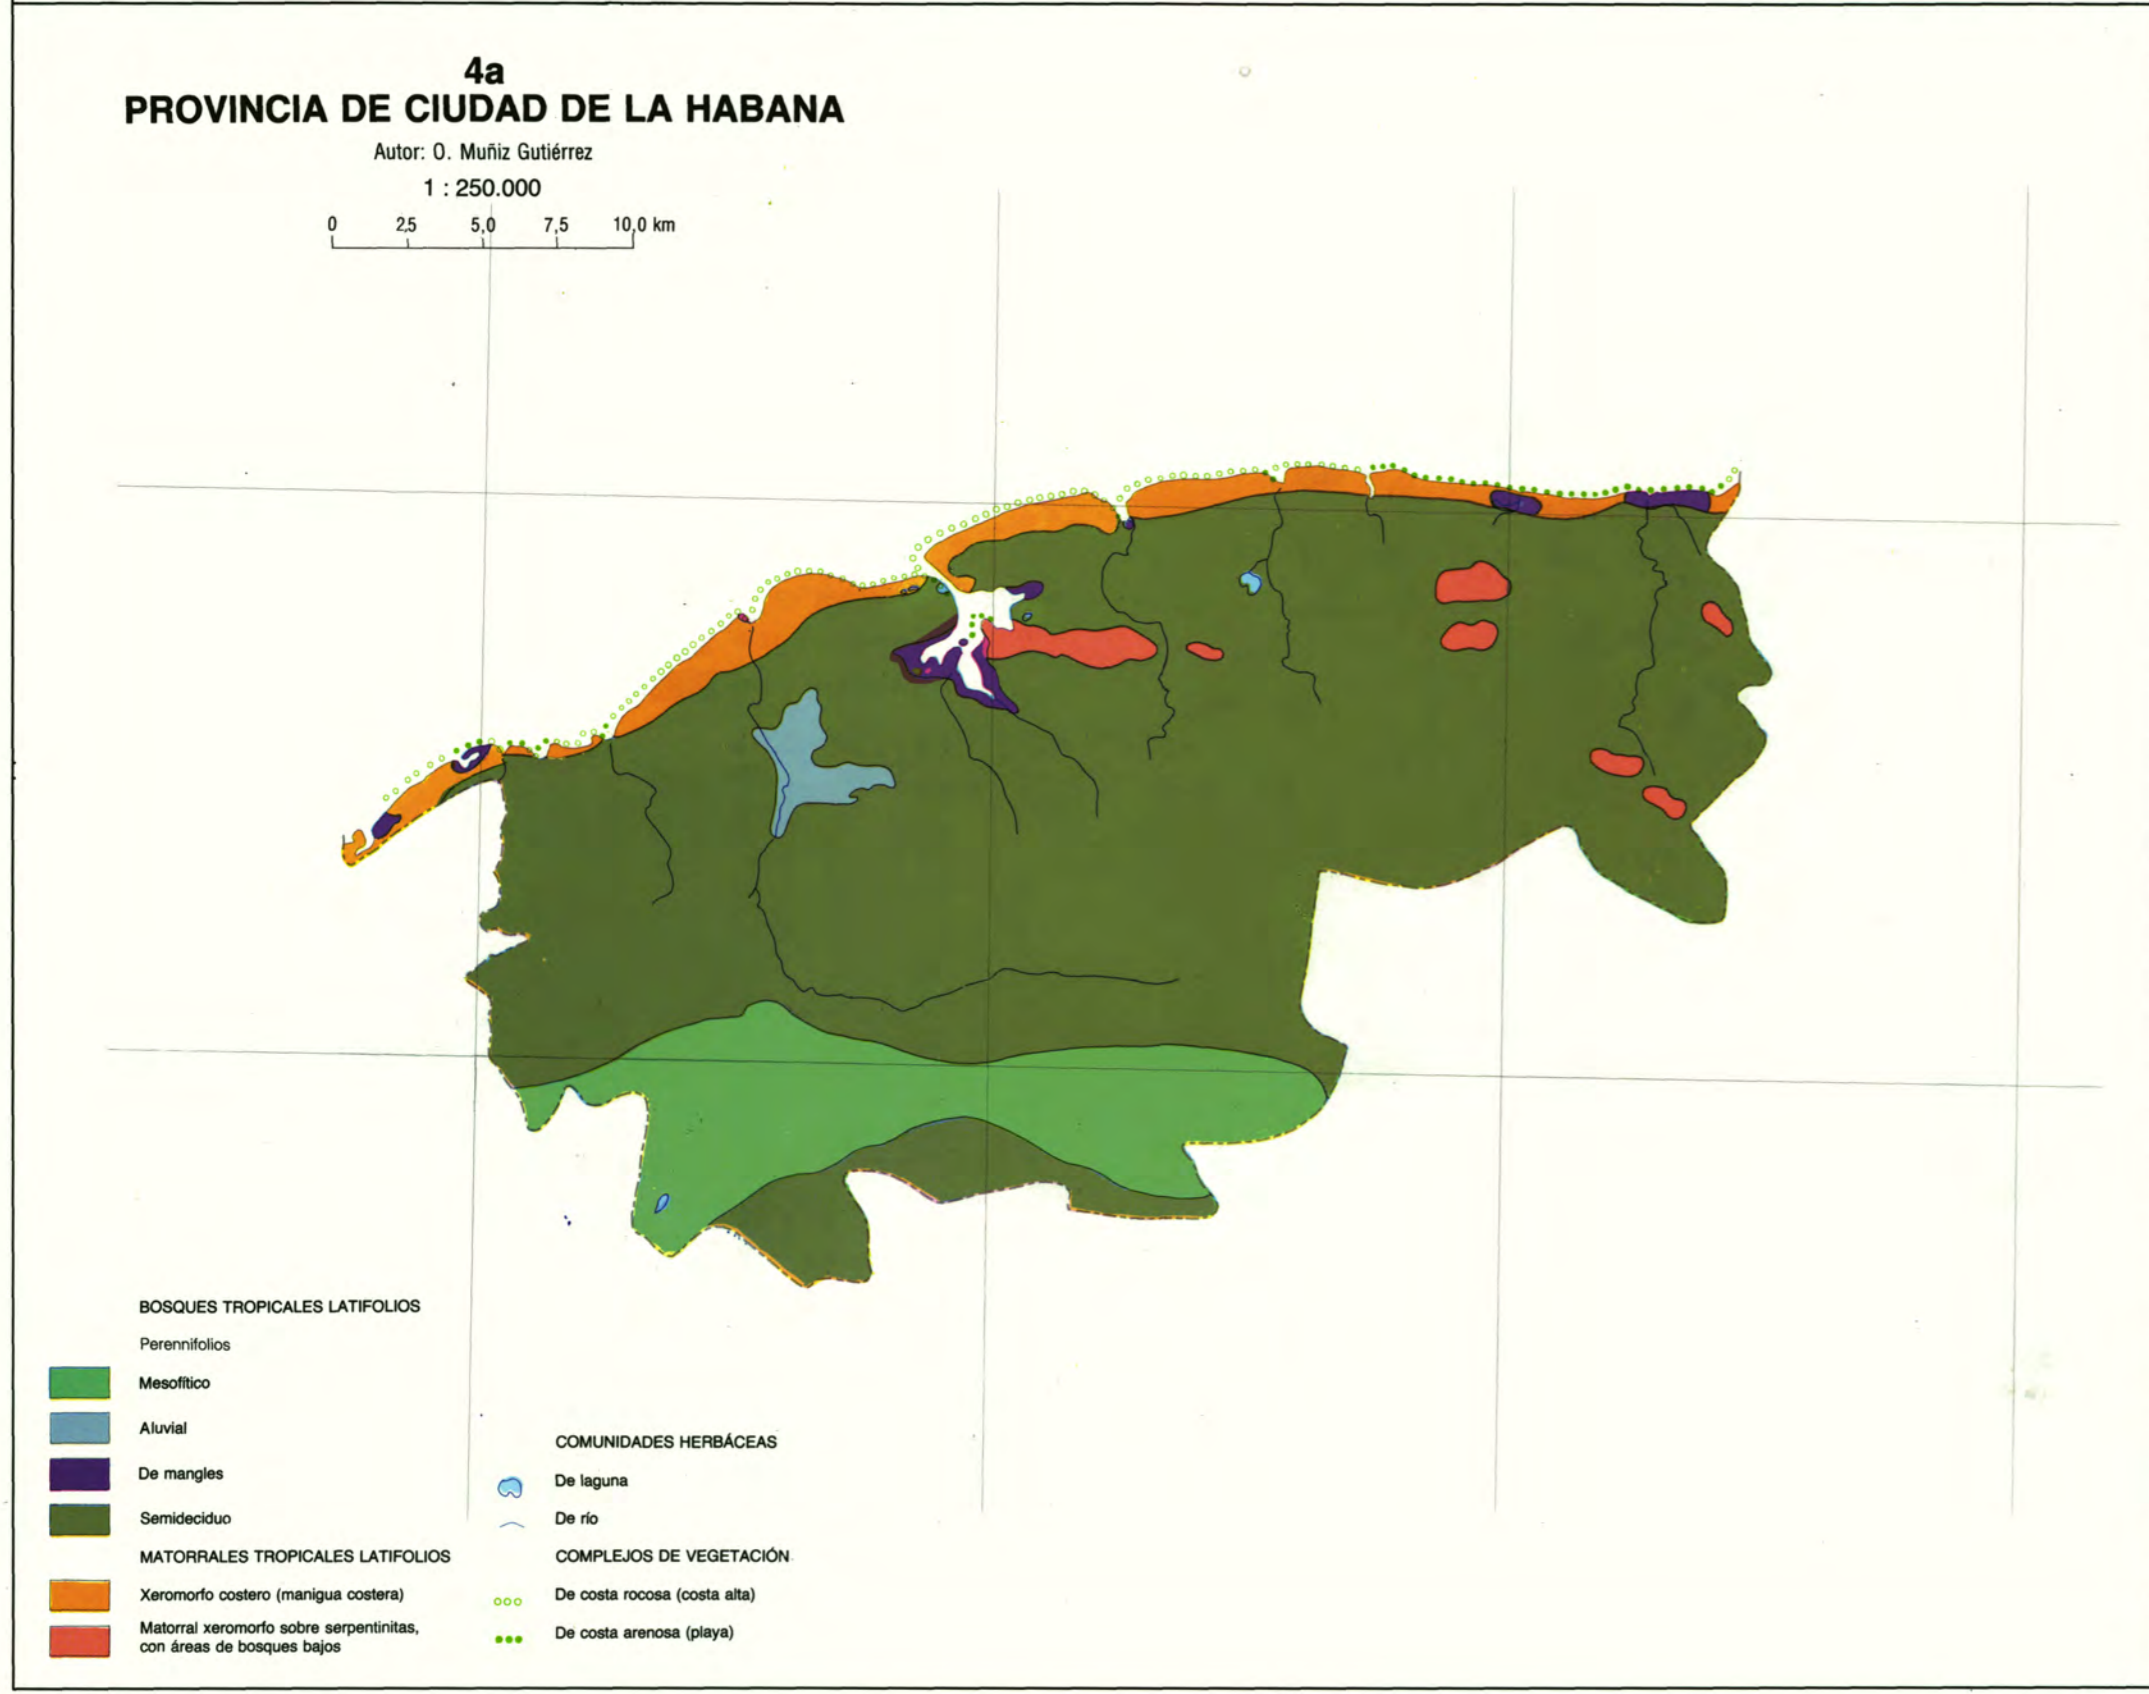 4a
PROVINCIA DE CIUDAD DE LA HABANA
Autor: O. Muñiz Gutiérrez
1 : 250.000
0 2,5 5,0 7,5 10,0 km
BOSQUES TROPICALES LATIFOLIOS
Perennifolios
Mesofítico
Aluvial
De mangles
Semideciduo
MATORRALES TROPICALES LATIFOLIOS
Xeromorfo costero (manigua costera)
Matorral xeromorfo sobre serpentinitas,
con áreas de bosques bajos
COMUNIDADES HERBÁCEAS
De laguna
De río
COMPLEJOS DE VEGETACIÓN
De costa rocosa (costa alta)
De costa arenosa (playa)